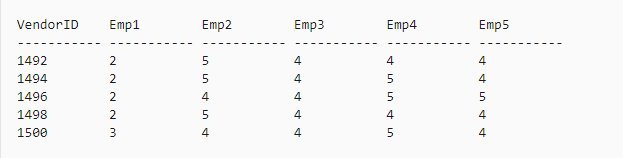 VendorID    Emp1        Emp2        Emp3        Emp4        Emp5
----------- ----------- ----------- ----------- ----------- -----------
1492        2           5           4           4           4
1494        2           5           4           5           4
1496        2           4           4           5           5
1498        2           5           4           4           4
1500        3           4           4           5           4